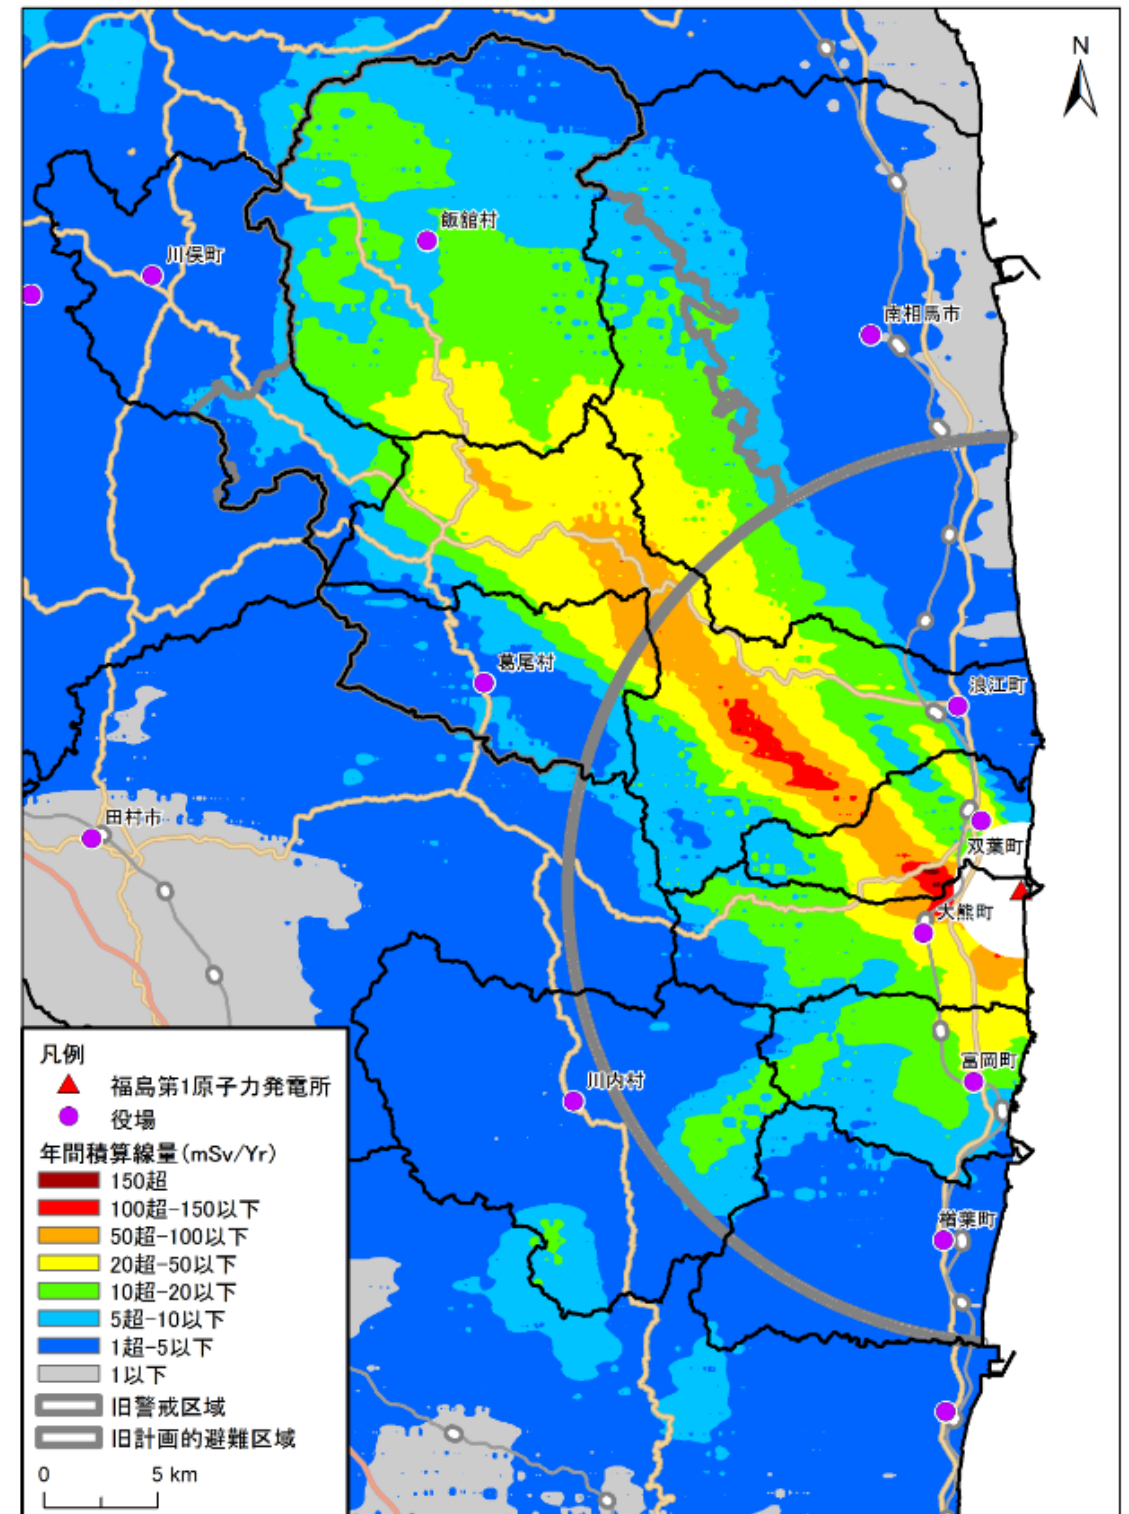 N
飯舘村
川俣町
南相馬市
葛尾村
浪江町
田村市
双葉町
大熊町
富岡町
川内村
楢葉町
凡例
福島第1原子力発電所
役場
年間積算線量(mSv/Yr)
150超
100超-150以下
50超-100以下
20超-50以下
10超-20以下
5超-10以下
1超-5以下
1以下
旧警戒区域
旧計画的避難区域
0 5 km